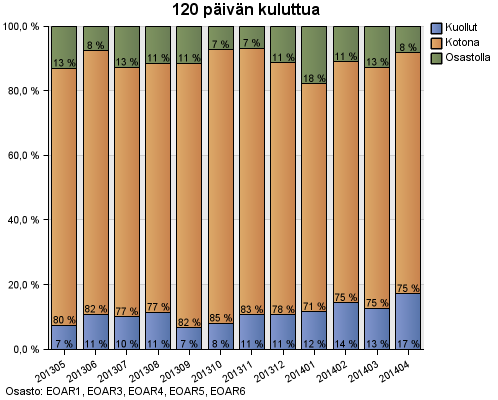 120 päivän kuluttua
Kuollut
Kotona
Osastolla
100,0 %
80,0 %
60,0 %
40,0 %
20,0 %
0,0 %
13 % 8 % 13 % 11 % 11 % 7 % 7 % 11 % 18 % 11 % 13 % 8 %
80 % 82 % 77 % 77 % 82 % 85 % 83 % 78 % 71 % 75 % 75 % 75 %
7 % 11 % 10 % 11 % 7 % 8 % 11 % 11 % 12 % 14 % 13 % 17 %
201305 201306 201307 201308 201309 201310 201311 201312 201401 201402 201403 201404
Osasto: EOAR1, EOAR3, EOAR4, EOAR5, EOAR6